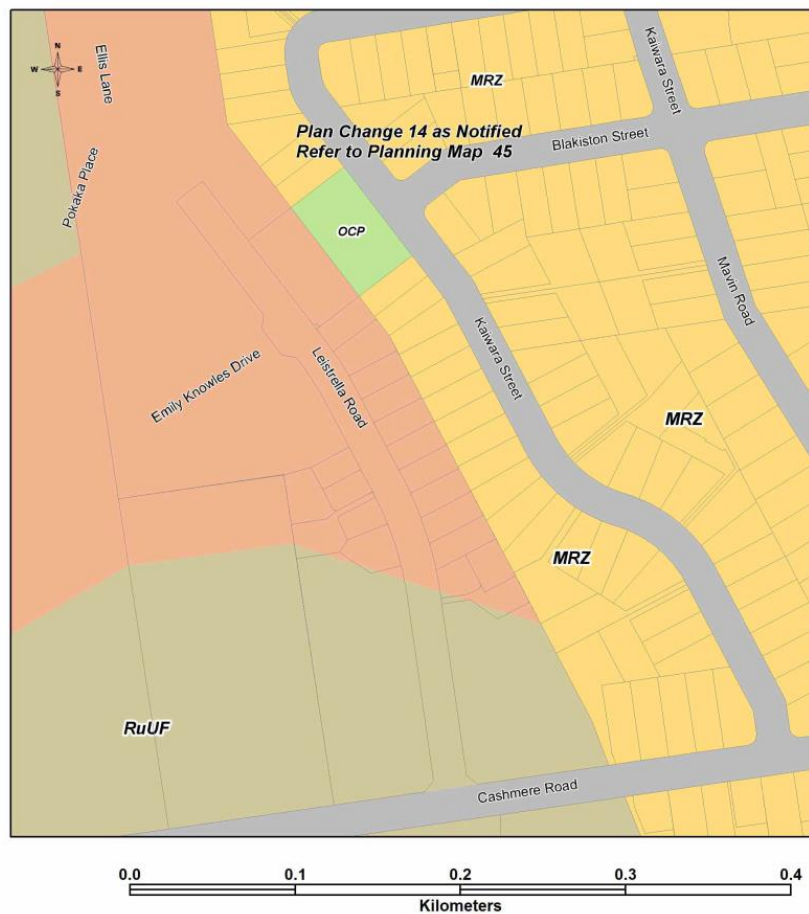 N
W
E
S
Ellis Lane
Pokaka Place
MRZ
Kaiwara Street
Plan Change 14 as Notified
Refer to Planning Map 45
Blakiston Street
OCP
Mavin Road
Kaiwara Street
Emily Knowles Drive
Leistrella Road
MRZ
MRZ
RuUF
Cashmere Road
0.0
0.1
0.2
0.3
0.4
Kilometers